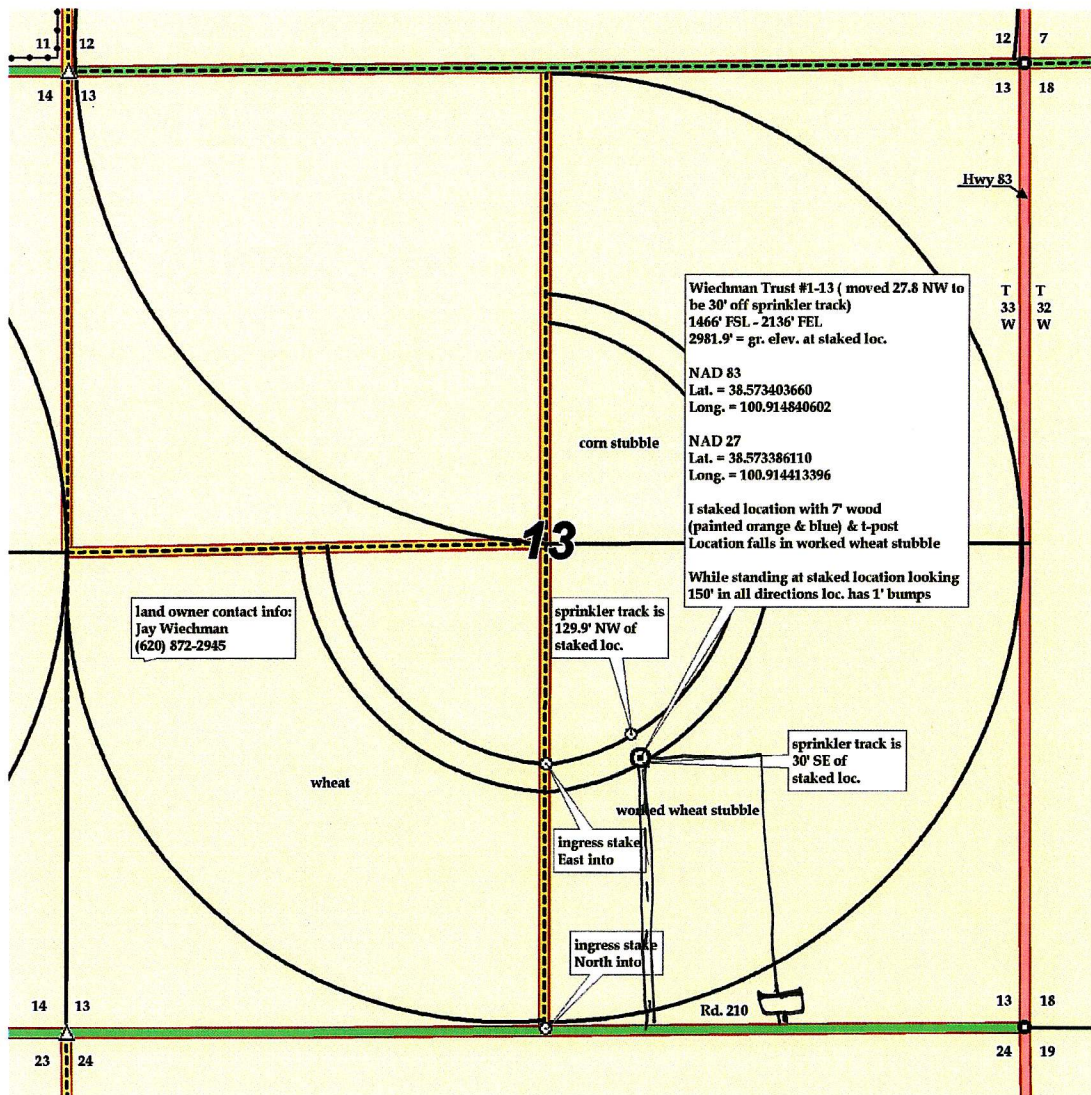 11 12
12 7
14 13
13 18
Hwy 83
T T
33 32
W W
Wiechman Trust #1-13 ( moved 27.8 NW to
be 30' off sprinkler track)
1466' FSL - 2136' FEL
2981.9' = gr. elev. at staked loc.
NAD 83
Lat. = 38.573403660
Long. = 100.914840602
NAD 27
Lat. = 38.573386110
Long. = 100.914413396
I staked location with 7' wood
(painted orange & blue) & t-post
Location falls in worked wheat stubble
While standing at staked location looking
150' in all directions loc. has 1' bumps
corn stubble
13
land owner contact info:
Jay Wiechman
(620) 872-2945
sprinkler track is
129.9' NW of
staked loc.
sprinkler track is
30' SE of
staked loc.
wheat
worked wheat stubble
ingress stake
East into
ingress stake
North into
Rd. 210
14 13
13 18
23 24
24 19